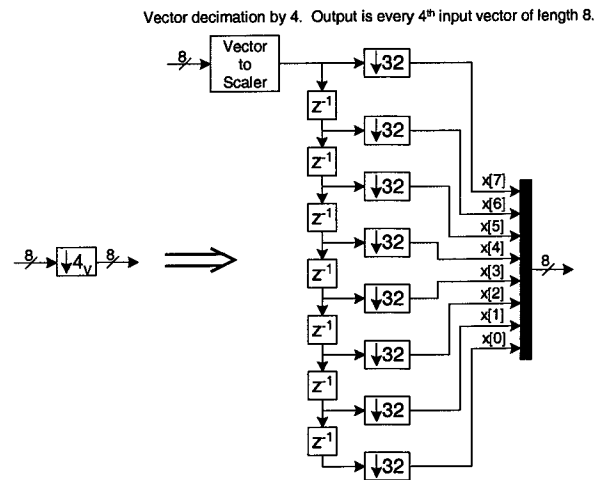 Vector decimation by 4. Output is every 4th input vector of length 8.
8
Vector
to
Scaler
↓32
z-1
↓32
z-1
↓32
z-1
↓32
z-1
↓32
z-1
↓32
z-1
↓32
z-1
↓32
x[7]
x[6]
x[5]
x[4]
x[3]
x[2]
x[1]
x[0]
8
8
↓4v
8